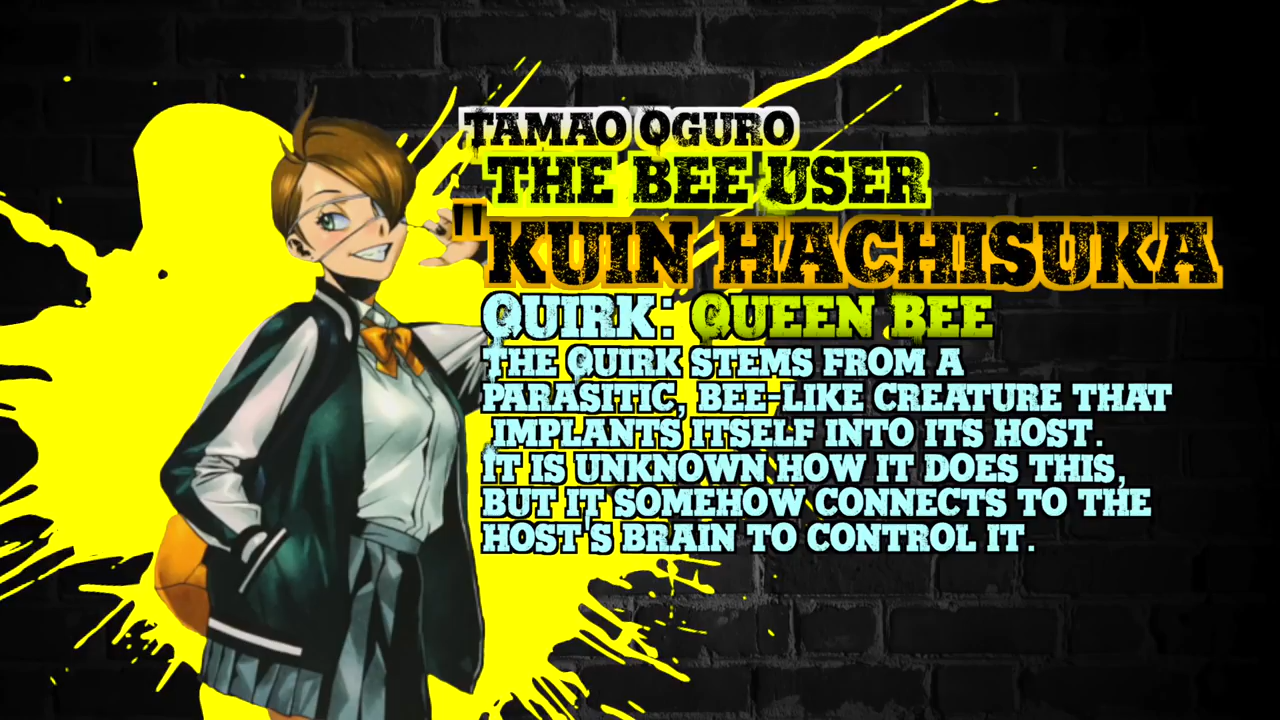 TAMAO OGURO
THE BEE USER
"KUIN HACHISUKA
QUIRK: QUEEN BEE
THE QUIRK STEMS FROM A
PARASITIC, BEE-LIKE CREATURE THAT
IMPLANTS ITSELF INTO ITS HOST.
IT IS UNKNOWN HOW IT DOES THIS,
BUT IT SOMEHOW CONNECTS TO THE
HOST'S BRAIN TO CONTROL IT.